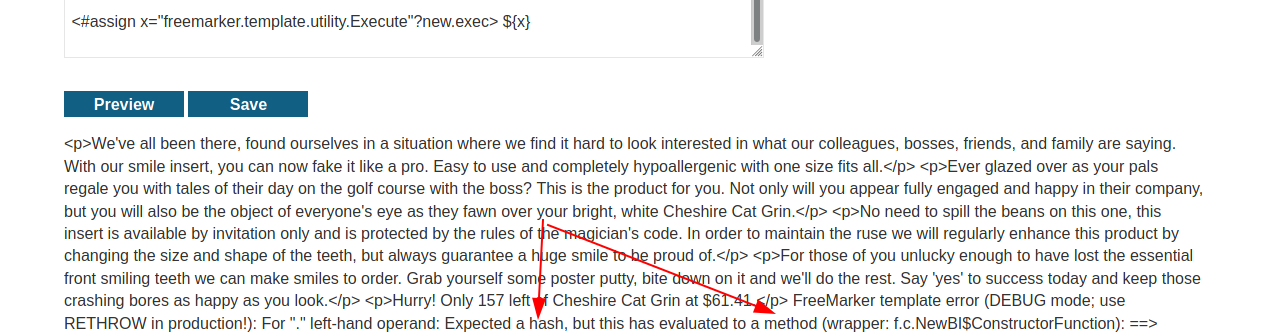 <#assign x="freemarker.template.utility.Execute"?new.exec> ${x}
Preview Save
<p>We've all been there, found ourselves in a situation where we find it hard to look interested in what our colleagues, bosses, friends, and family are saying.
With our smile insert, you can now fake it like a pro. Easy to use and completely hypoallergenic with one size fits all.</p> <p>Ever glazed over as your pals
regale you with tales of their day on the golf course with the boss? This is the product for you. Not only will you appear fully engaged and happy in their company,
but you will also be the object of everyone's eye as they fawn over your bright, white Cheshire Cat Grin.</p> <p>No need to spill the beans on this one, this
insert is available by invitation only and is protected by the rules of the magician's code. In order to maintain the ruse we will regularly enhance this product by
changing the size and shape of the teeth, but always guarantee a huge smile to be proud of.</p> <p>For those of you unlucky enough to have lost the essential
front smiling teeth we can make smiles to order. Grab yourself some poster putty, bite down on it and we'll do the rest. Say 'yes' to success today and keep those
crashing bores as happy as you look.</p> <p>Hurry! Only 157 left of Cheshire Cat Grin at $61.41.</p> FreeMarker template error (DEBUG mode; use
RETHROW in production!): For "." left-hand operand: Expected a hash, but this has evaluated to a method (wrapper: f.c.NewBI$ConstructorFunction): ==>